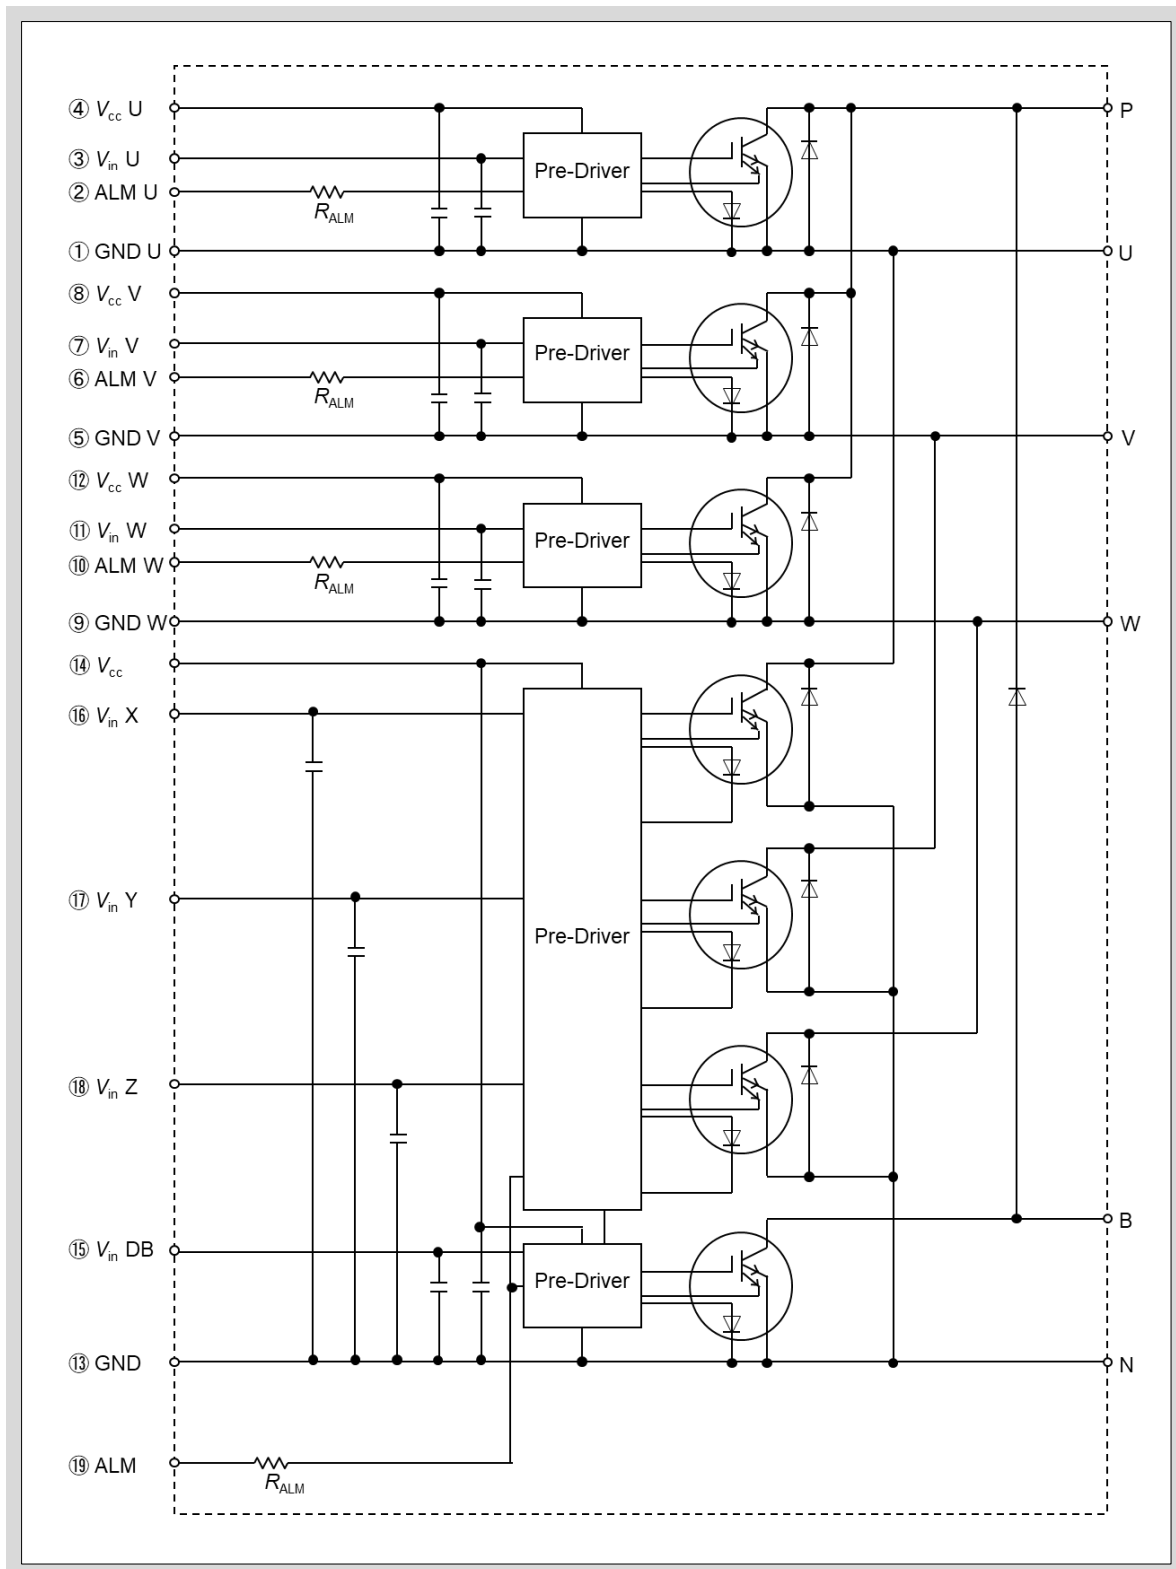 ④ Vcc U
P
③ Vin U
Pre-Driver
② ALM U
RALM
① GND U
U
⑧ Vcc V
⑦ Vin V
Pre-Driver
⑥ ALM V
RALM
⑤ GND V
V
⑫ Vcc W
⑪ Vin W
Pre-Driver
⑩ ALM W
RALM
⑨ GND W
W
⑭ Vcc
⑯ Vin X
⑰ Vin Y
Pre-Driver
⑱ Vin Z
B
⑮ Vin DB
Pre-Driver
⑬ GND
N
⑲ ALM
RALM